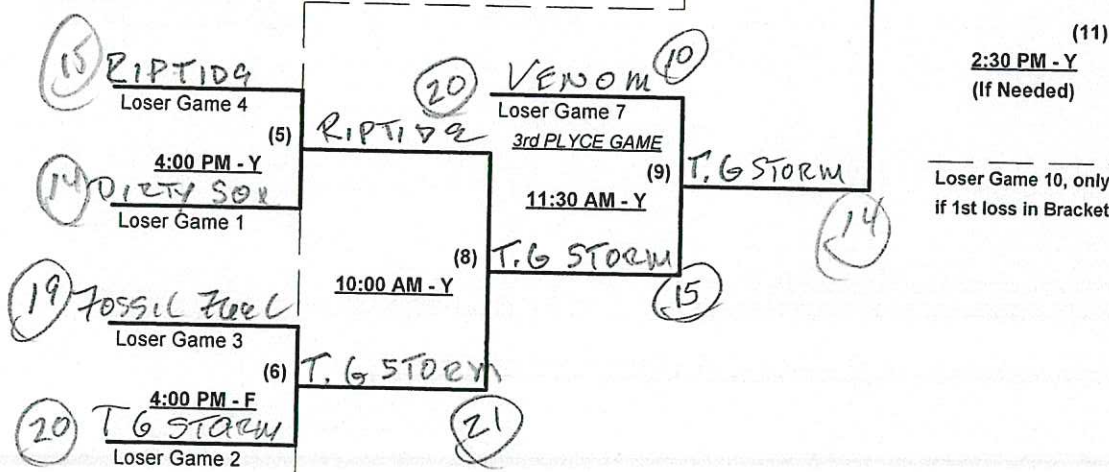 (11)
2:30 PM - Y
(If Needed)
15 RIPTIDE
Loser Game 4
20 VENOM 10
Loser Game 7
3rd PLYCE GAME
(5) RIPTIDE
4:00 PM - Y
(9) T.G STORM
14 DIRTY SOX
Loser Game 1
11:30 AM - Y
Loser Game 10, only
if 1st loss in Bracket
14
(8) T.G STORM
10:00 AM - Y
15
19 FOSSIL FUEL
Loser Game 3
(6) T. G STORM
4:00 PM - F
20 T G STORM
21
Loser Game 2